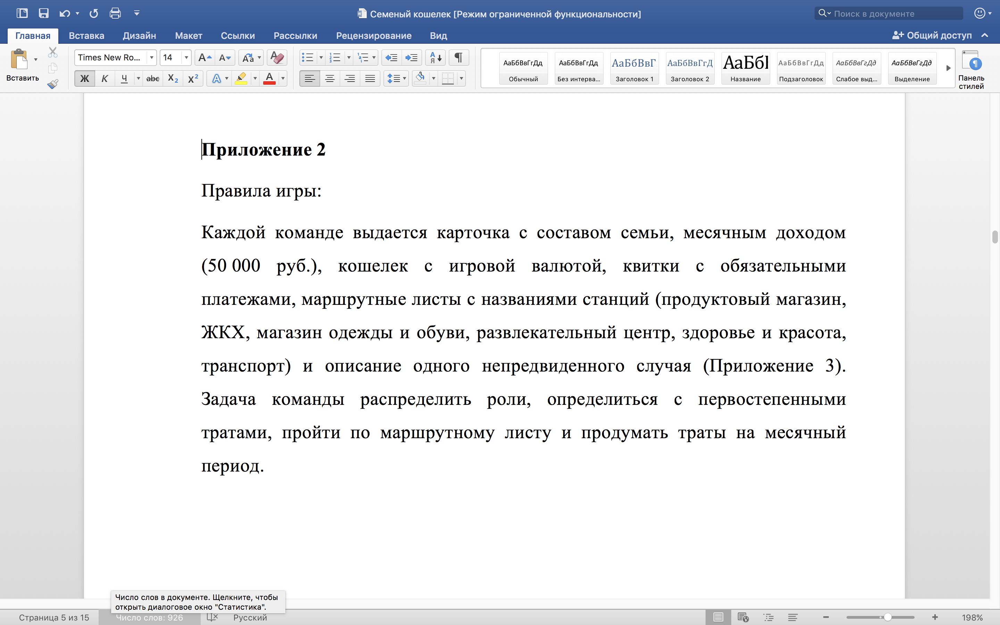 Семеный кошелек [Режим ограниченной функциональности]
Поиск в документе
Главная Вставка Дизайн Макет Ссылки Рассылки Рецензирование Вид
Общий доступ
Вставить
Times New Ro... 14
Ж К Ч abc X2 X2
АаБбВвГгДд АаБбВвГгДд АаБбВвГ АаБбВвГгД АаБбІ АаБбВвГгДд АаБбВвГгДд АаБбВвГгДд
Обычный Без интерва... Заголовок 1 Заголовок 2 Название Подзаголовок Слабое выд... Выделение
Панель
стилей
Приложение 2
Правила игры:
Каждой команде выдается карточка с составом семьи, месячным доходом
(50 000 руб.), кошелек с игровой валютой, квитки с обязательными
платежами, маршрутные листы с названиями станций (продуктовый магазин,
ЖКХ, магазин одежды и обуви, развлекательный центр, здоровье и красота,
транспорт) и описание одного непредвиденного случая (Приложение 3).
Задача команды распределить роли, определиться с первостепенными
тратами, пройти по маршрутному листу и продумать траты на месячный
период.
Число слов в документе. Щелкните, чтобы
открыть диалоговое окно "Статистика".
Страница 5 из 15 Число слов: 926 Русский 198%